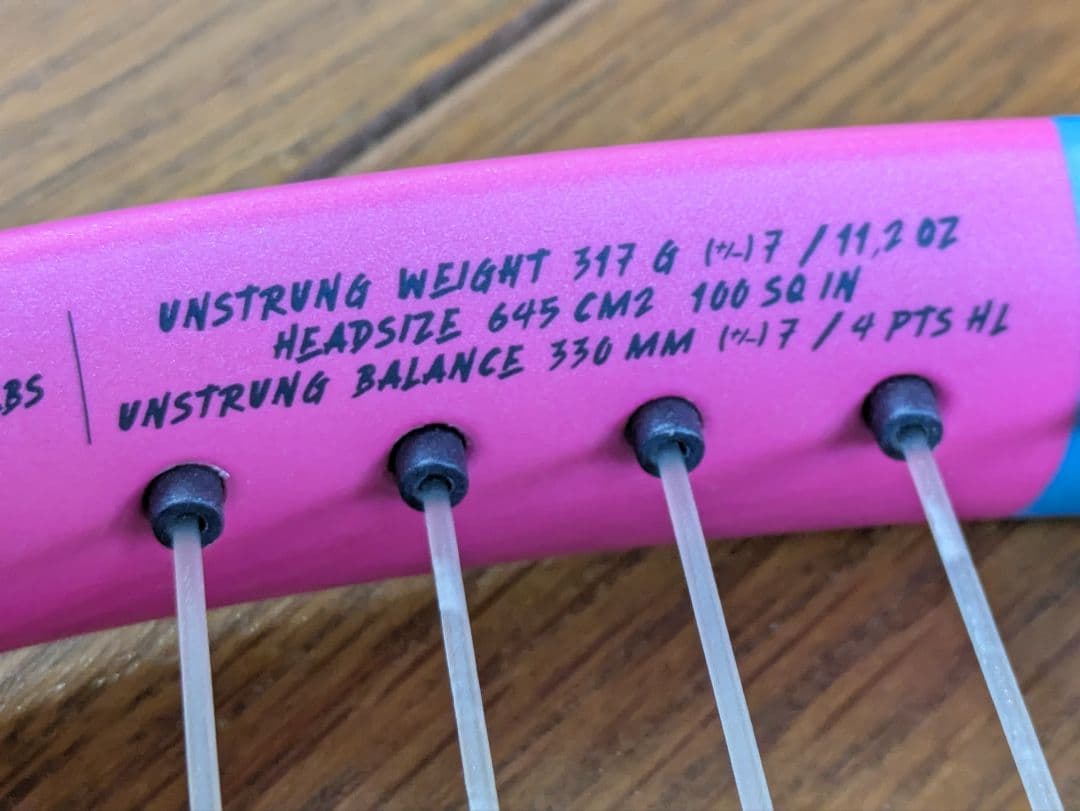 UNSTRUNG WEIGHT 317 G (+/-) 7 / 11,2 OZ
HEADSIZE 645 CM2 100 SQ IN
UNSTRUNG BALANCE 330 MM (+/-) 7 / 4 PTS HL
BS